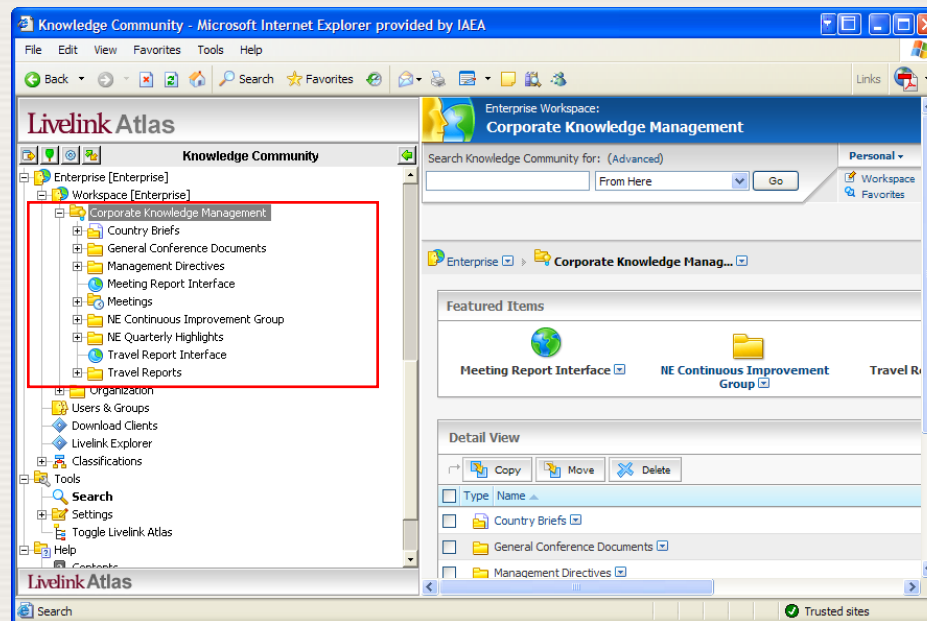 Knowledge Community - Microsoft Internet Explorer provided by IAEA
File Edit View Favorites Tools Help
Back Search Favorites Links
Livelink Atlas
Knowledge Community
Enterprise [Enterprise]
Workspace [Enterprise]
Corporate Knowledge Management
Country Briefs
General Conference Documents
Management Directives
Meeting Report Interface
Meetings
NE Continuous Improvement Group
NE Quarterly Highlights
Travel Report Interface
Travel Reports
Organization
Users & Groups
Download Clients
Livelink Explorer
Classifications
Tools
Search
Settings
Toggle Livelink Atlas
Help
Contents
Livelink Atlas
Enterprise Workspace:
Corporate Knowledge Management
Search Knowledge Community for: (Advanced)
From Here Go
Personal
Workspace
Favorites
Enterprise Corporate Knowledge Manag...
Featured Items
Meeting Report Interface NE Continuous Improvement Travel R
Group
Detail View
Copy Move Delete
Type Name
Country Briefs
General Conference Documents
Management Directives
Search Trusted sites